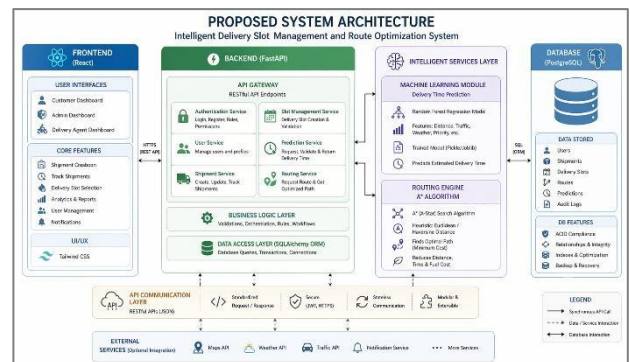 PROPOSED SYSTEM ARCHITECTURE
Intelligent Delivery Slot Management and Route Optimization System
FRONTEND
(React)
USER INTERFACES
Customer Dashboard
Admin Dashboard
Delivery Agent Dashboard
CORE FEATURES
Shipment Creation
Track Shipments
Delivery Slot Selection
Analytics & Reports
User Management
Notifications
UI/UX
Tailwind CSS
HTTPS
(REST API)
BACKEND (FastAPI)
API GATEWAY
RESTful API Endpoints
Authentication Service
Login, Register, Roles,
Permissions
Slot Management Service
Delivery Slot Creation &
Validation
User Service
Manage users and profiles
Prediction Service
Request, Validate & Return
Delivery Time
Shipment Service
Create, Update, Track
Shipments
Routing Service
Request Route & Get
Optimized Path
BUSINESS LOGIC LAYER
Validations, Orchestration, Rules, Workflows
DATA ACCESS LAYER (SQLAlchemy ORM)
Database Queries, Transactions, Connections
INTELLIGENT SERVICES LAYER
MACHINE LEARNING MODULE
Delivery Time Prediction
Random Forest Regression Model
Features: Distance, Traffic,
Weather, Priority, etc.
Trained Model (Pickle/Joblib)
Predicts Estimated Delivery Time
ROUTING ENGINE
A* ALGORITHM
A* (A-Star) Search Algorithm
Heuristic: Euclidean /
Haversine Distance
Finds Optimal Path
(Minimum Cost)
Reduces Distance,
Time & Fuel Cost
SQL
(ORM)
DATABASE
(PostgreSQL)
DATA STORED
Users
Shipments
Delivery Slots
Routes
Predictions
Audit Logs
DB FEATURES
ACID Compliance
Relationships & Integrity
Indexes & Optimization
Backup & Recovery
API COMMUNICATION
LAYER
RESTful APIs (JSON)
API
Standardized
Request / Response
Secure
(JWT, HTTPS)
Stateless
Communication
Modular &
Extensible
EXTERNAL
SERVICES (Optional Integration)
Maps API
Weather API
Traffic API
Notification Service
More Services
LEGEND
Synchronous API Call
Data / Service Interaction
Database Interaction